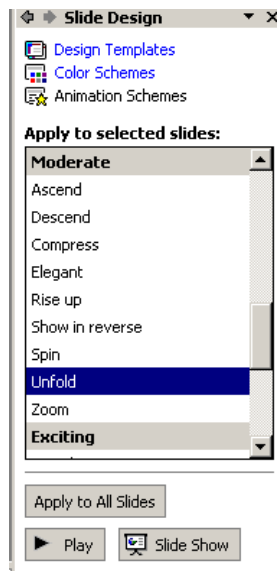 Slide Design
Design Templates
Color Schemes
Animation Schemes
Apply to selected slides:
Moderate
Ascend
Descend
Compress
Elegant
Rise up
Show in reverse
Spin
Unfold
Zoom
Exciting
Apply to All Slides
Play
Slide Show